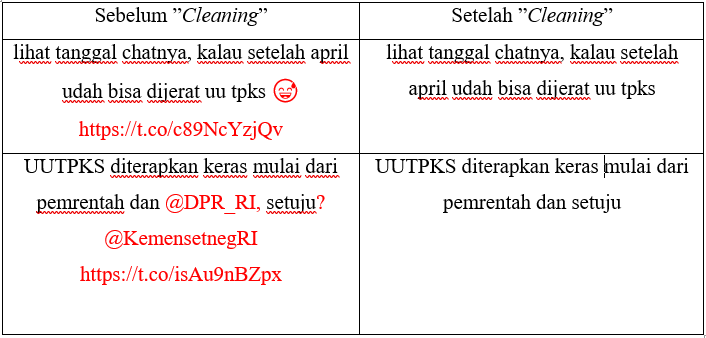 Sebelum ”Cleaning”
Setelah ”Cleaning”
lihat tanggal chatnya, kalau setelah april
udah bisa dijerat uu tpks 😅
https://t.co/c89NcYzjQv
lihat tanggal chatnya, kalau setelah
april udah bisa dijerat uu tpks
UUTPKS diterapkan keras mulai dari
pemrentah dan @DPR_RI, setuju?
@KemensetnegRI
https://t.co/isAu9nBZpx
UUTPKS diterapkan keras mulai dari
pemrentah dan setuju